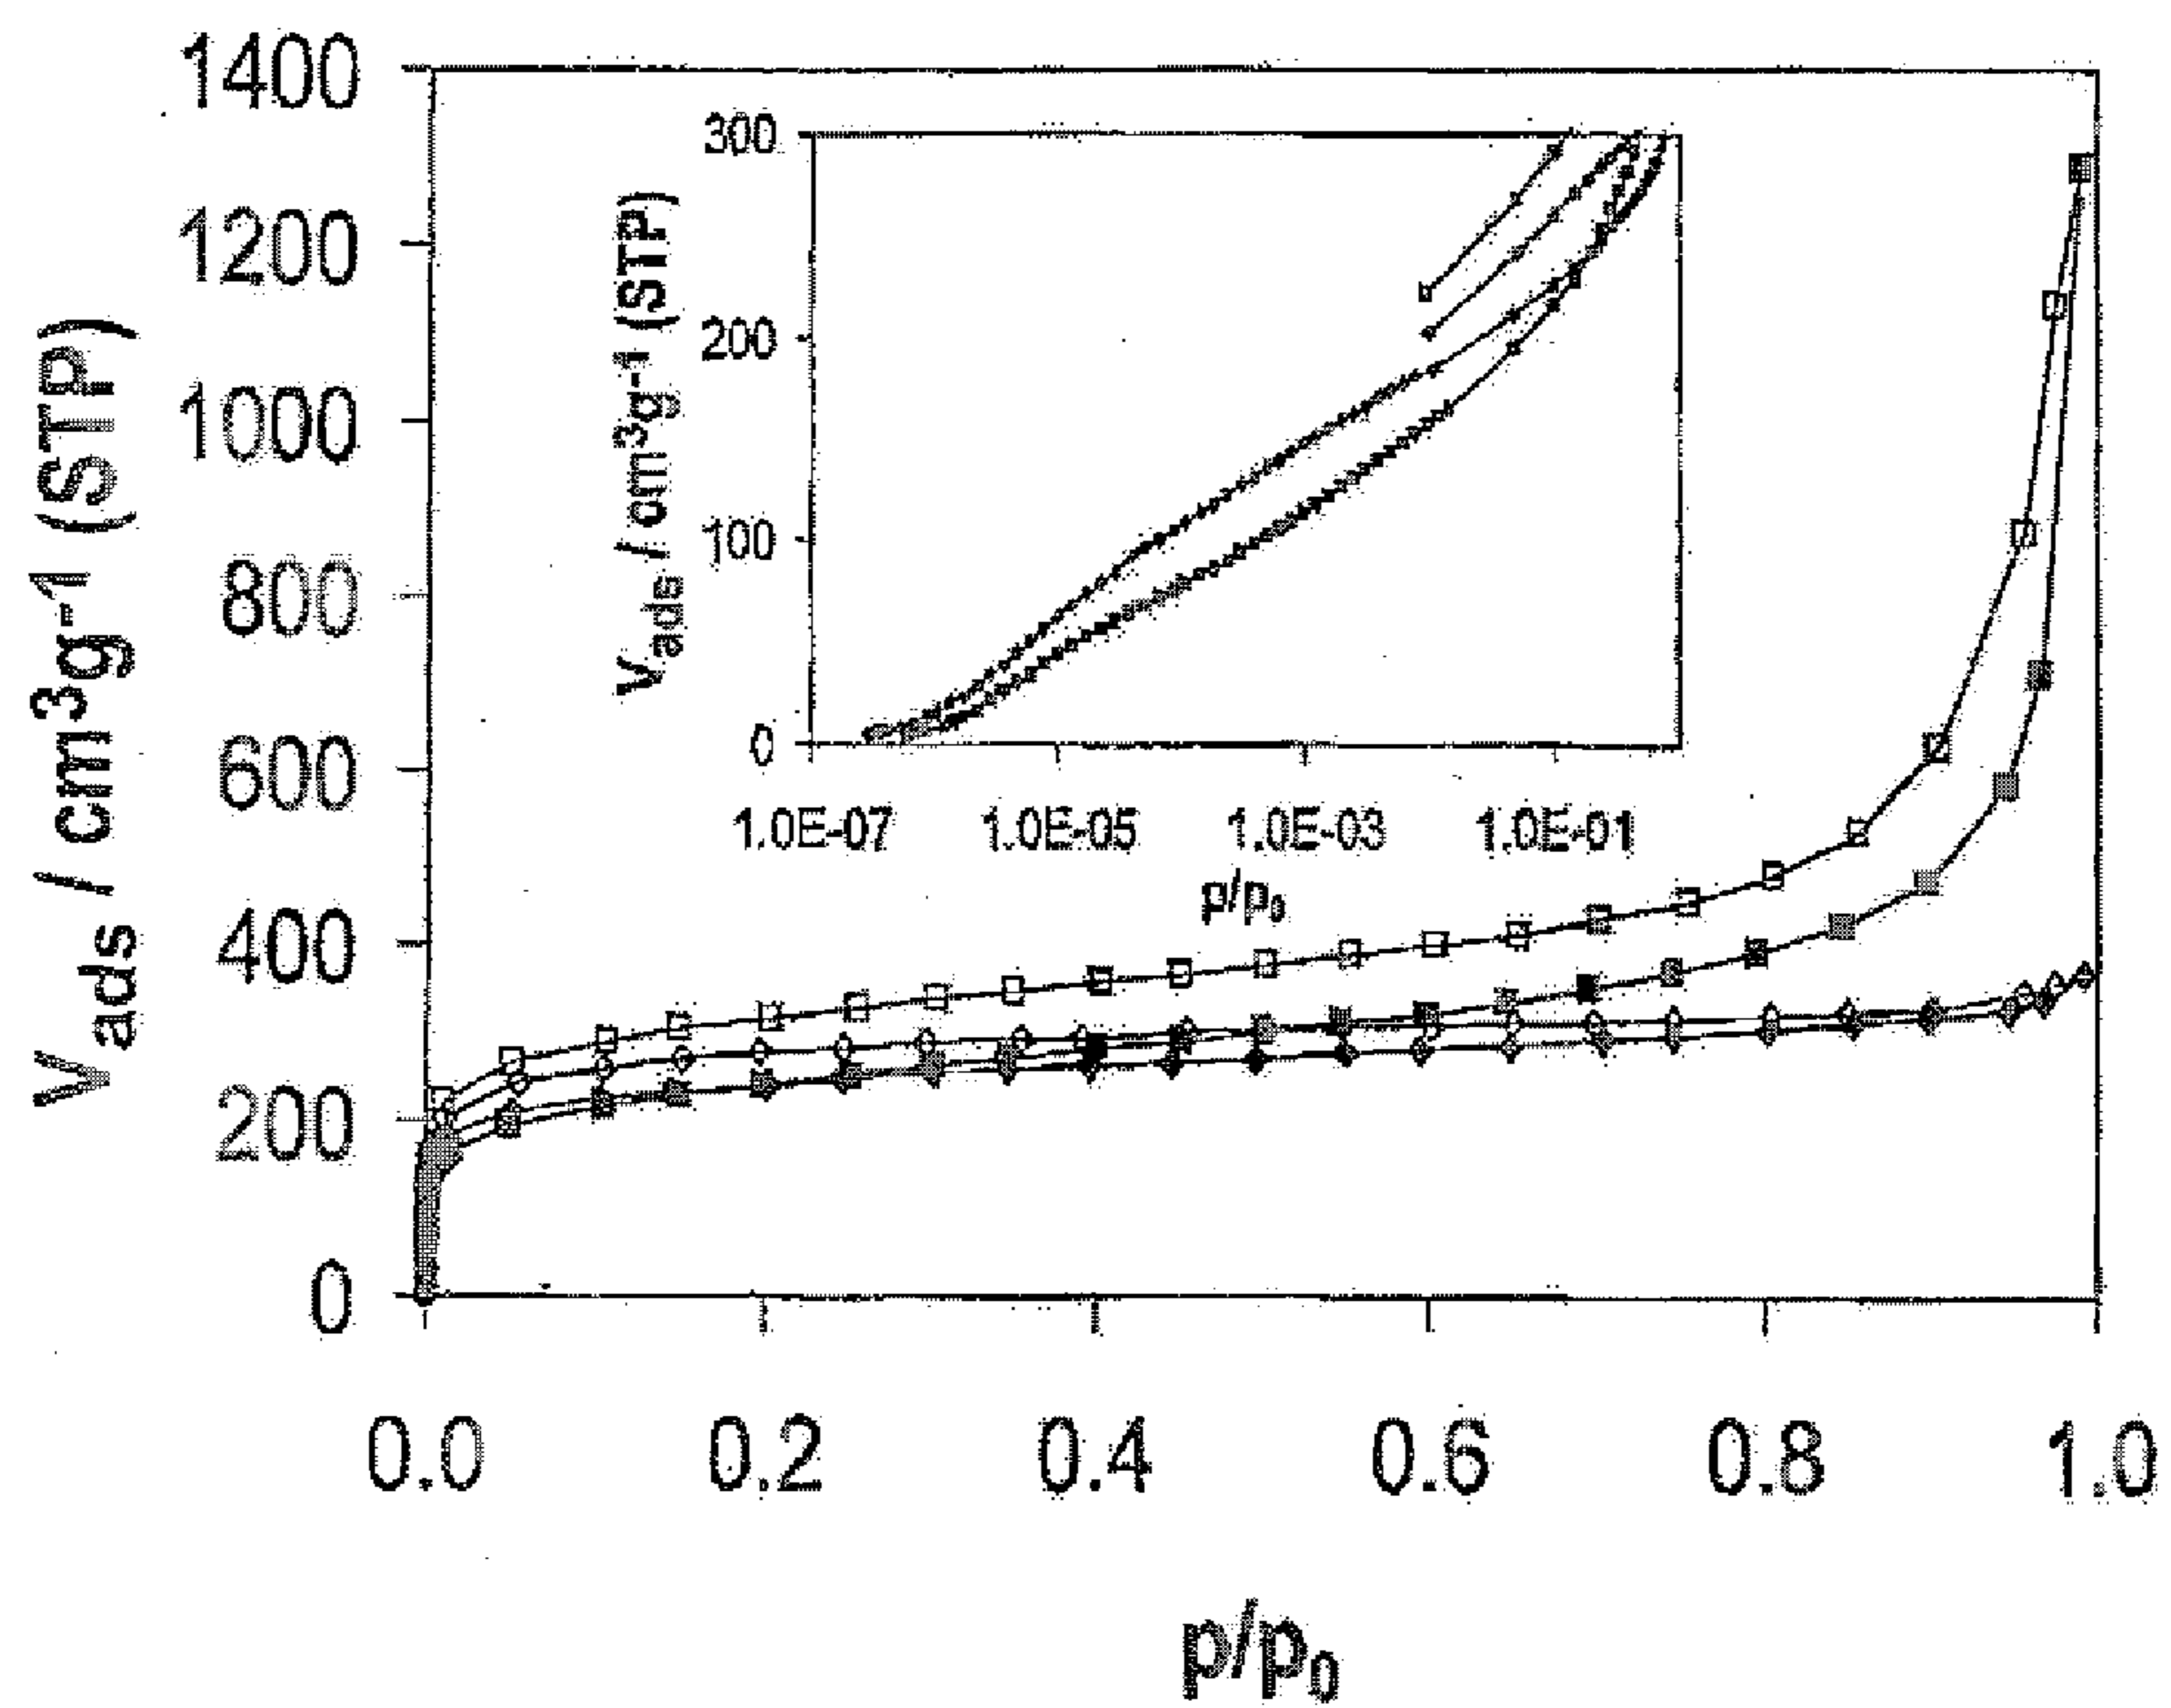 1400
1200
1000
800
600
400
200
0
V_ads / cm³g⁻¹ (STP)
300
200
100
0
V_ads / cm³g⁻¹ (STP)
1.0E-07 1.0E-05 1.0E-03 1.0E-01
p/p₀
0.0 0.2 0.4 0.6 0.8 1.0
p/p₀